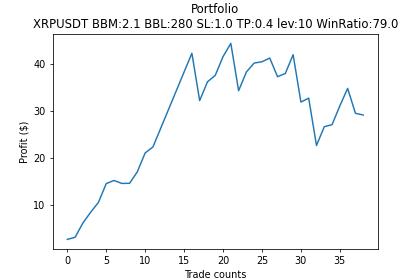 Portfolio
XRPUSDT BBM:2.1 BBL:280 SL:1.0 TP:0.4 lev:10 WinRatio:79.0
40
30
20
10
Profit ($)
0 5 10 15 20 25 30 35
Trade counts